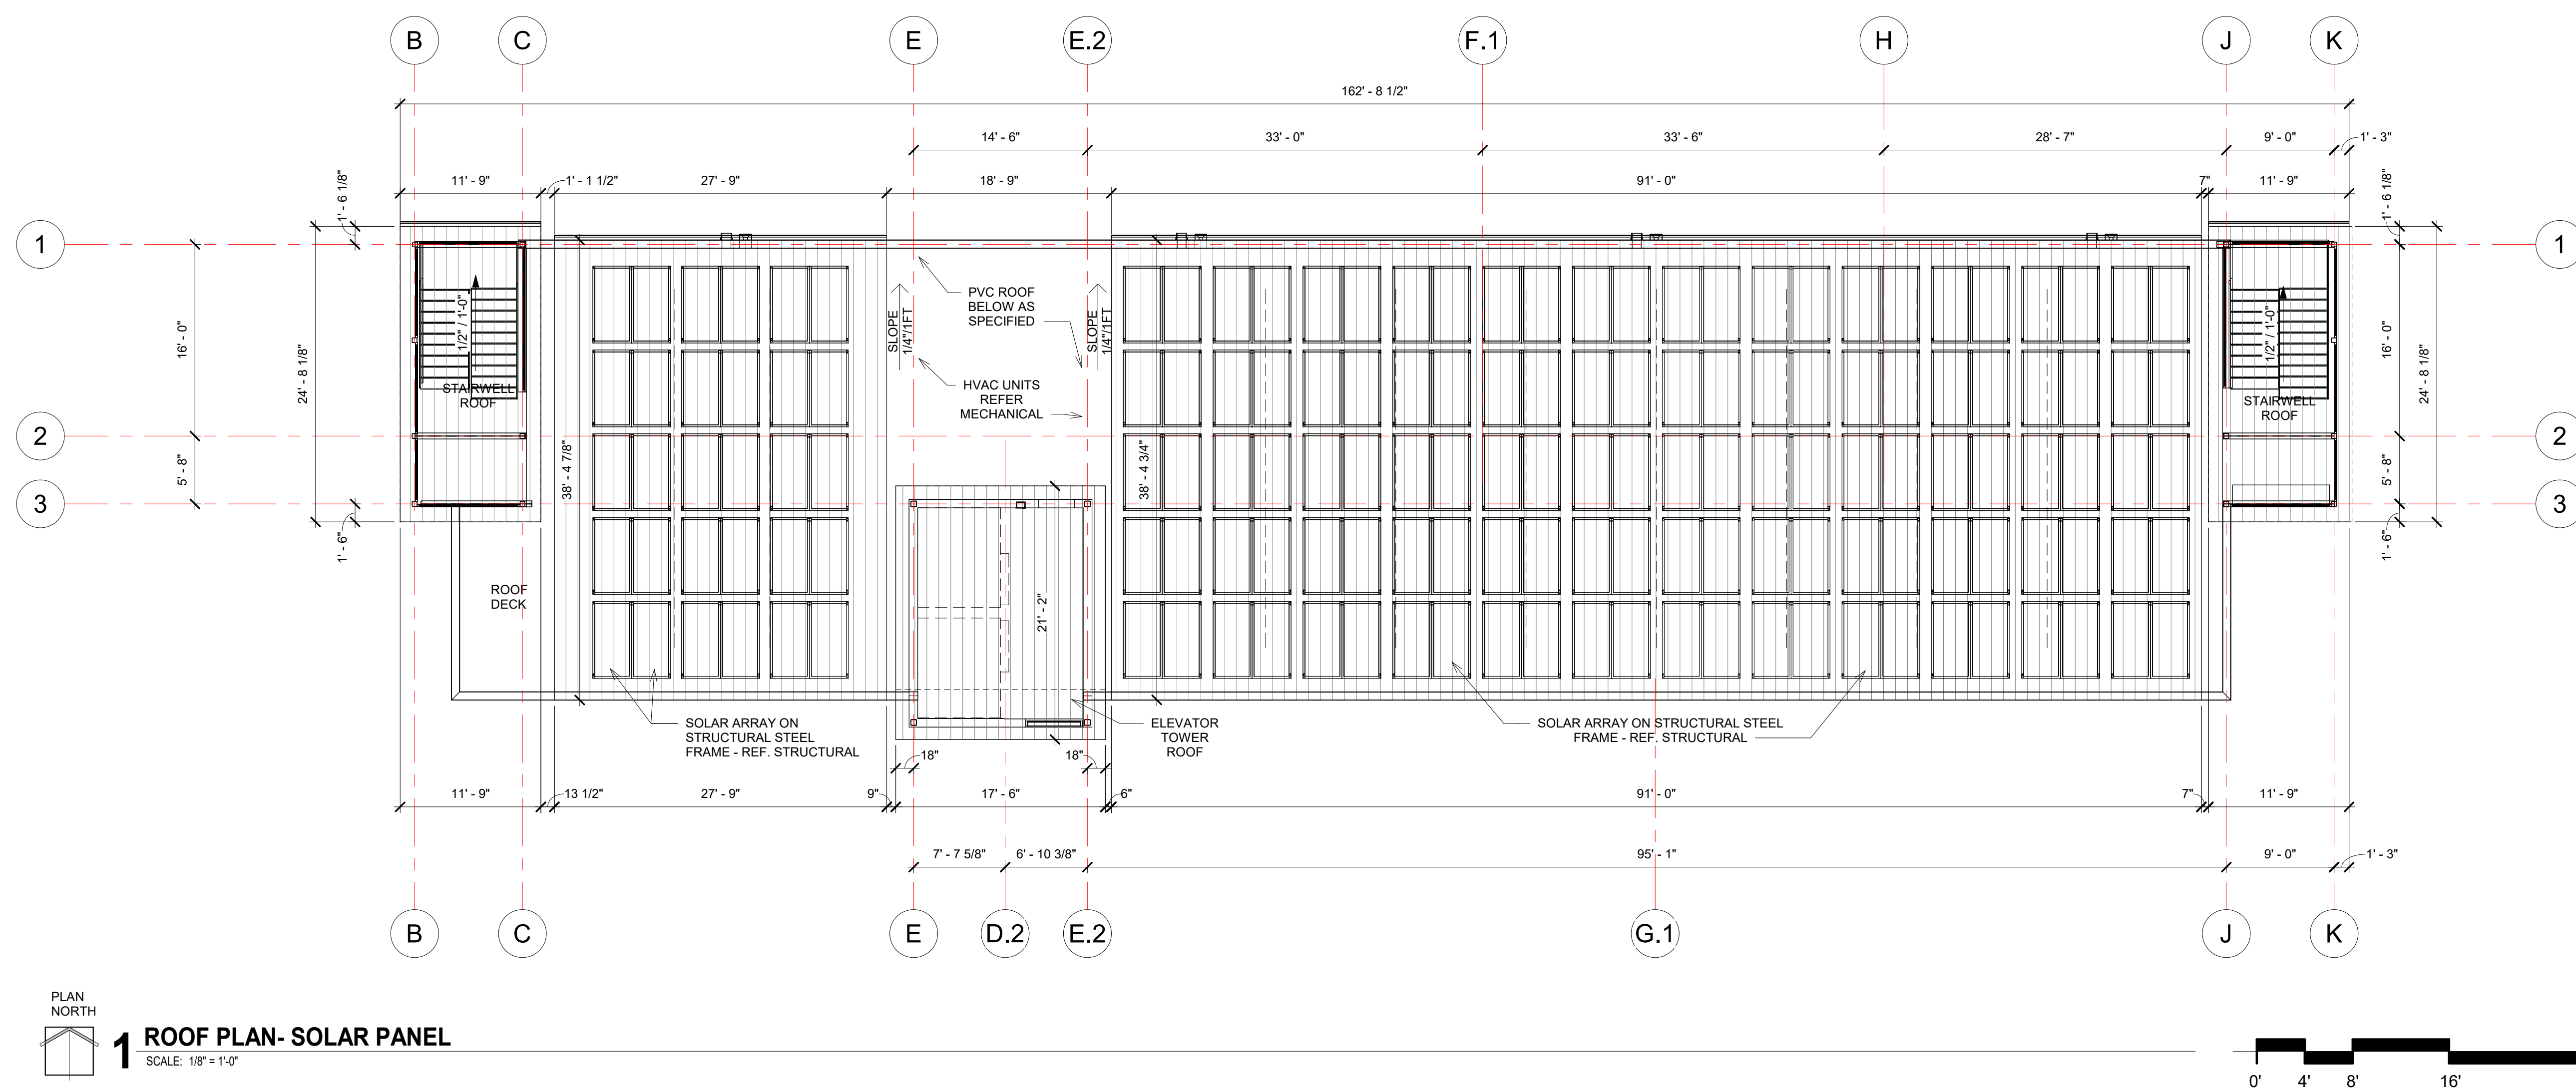 B
C
E
E.2
F.1
H
J
K
162' - 8 1/2"
14' - 6"
33' - 0"
33' - 6"
28' - 7"
9' - 0"
1' - 3"
11' - 9"
1' - 1 1/2"
27' - 9"
18' - 9"
91' - 0"
7"
11' - 9"
1' - 6 1/8"
1' - 6 1/8"
1
1
16' - 0"
24' - 8 1/8"
1/2" / 1'-0"
STAIRWELL
ROOF
SLOPE
1/4"/1FT
PVC ROOF
BELOW AS
SPECIFIED
SLOPE
1/4"/1FT
HVAC UNITS
REFER
MECHANICAL
1/2" / 1'-0"
STAIRWELL
ROOF
16' - 0"
24' - 8 1/8"
2
2
5' - 8"
38' - 4 7/8"
38' - 4 3/4"
5' - 8"
3
3
1' - 6"
1' - 6"
ROOF
DECK
21' - 2"
SOLAR ARRAY ON
STRUCTURAL STEEL
FRAME - REF. STRUCTURAL
ELEVATOR
TOWER
ROOF
SOLAR ARRAY ON STRUCTURAL STEEL
FRAME - REF. STRUCTURAL
18"
18"
11' - 9"
13 1/2"
27' - 9"
9"
17' - 6"
6"
91' - 0"
7"
11' - 9"
7' - 7 5/8"
6' - 10 3/8"
95' - 1"
9' - 0"
1' - 3"
B
C
E
D.2
E.2
G.1
J
K
PLAN
NORTH
1
ROOF PLAN- SOLAR PANEL
SCALE: 1/8" = 1'-0"
0'
4'
8'
16'